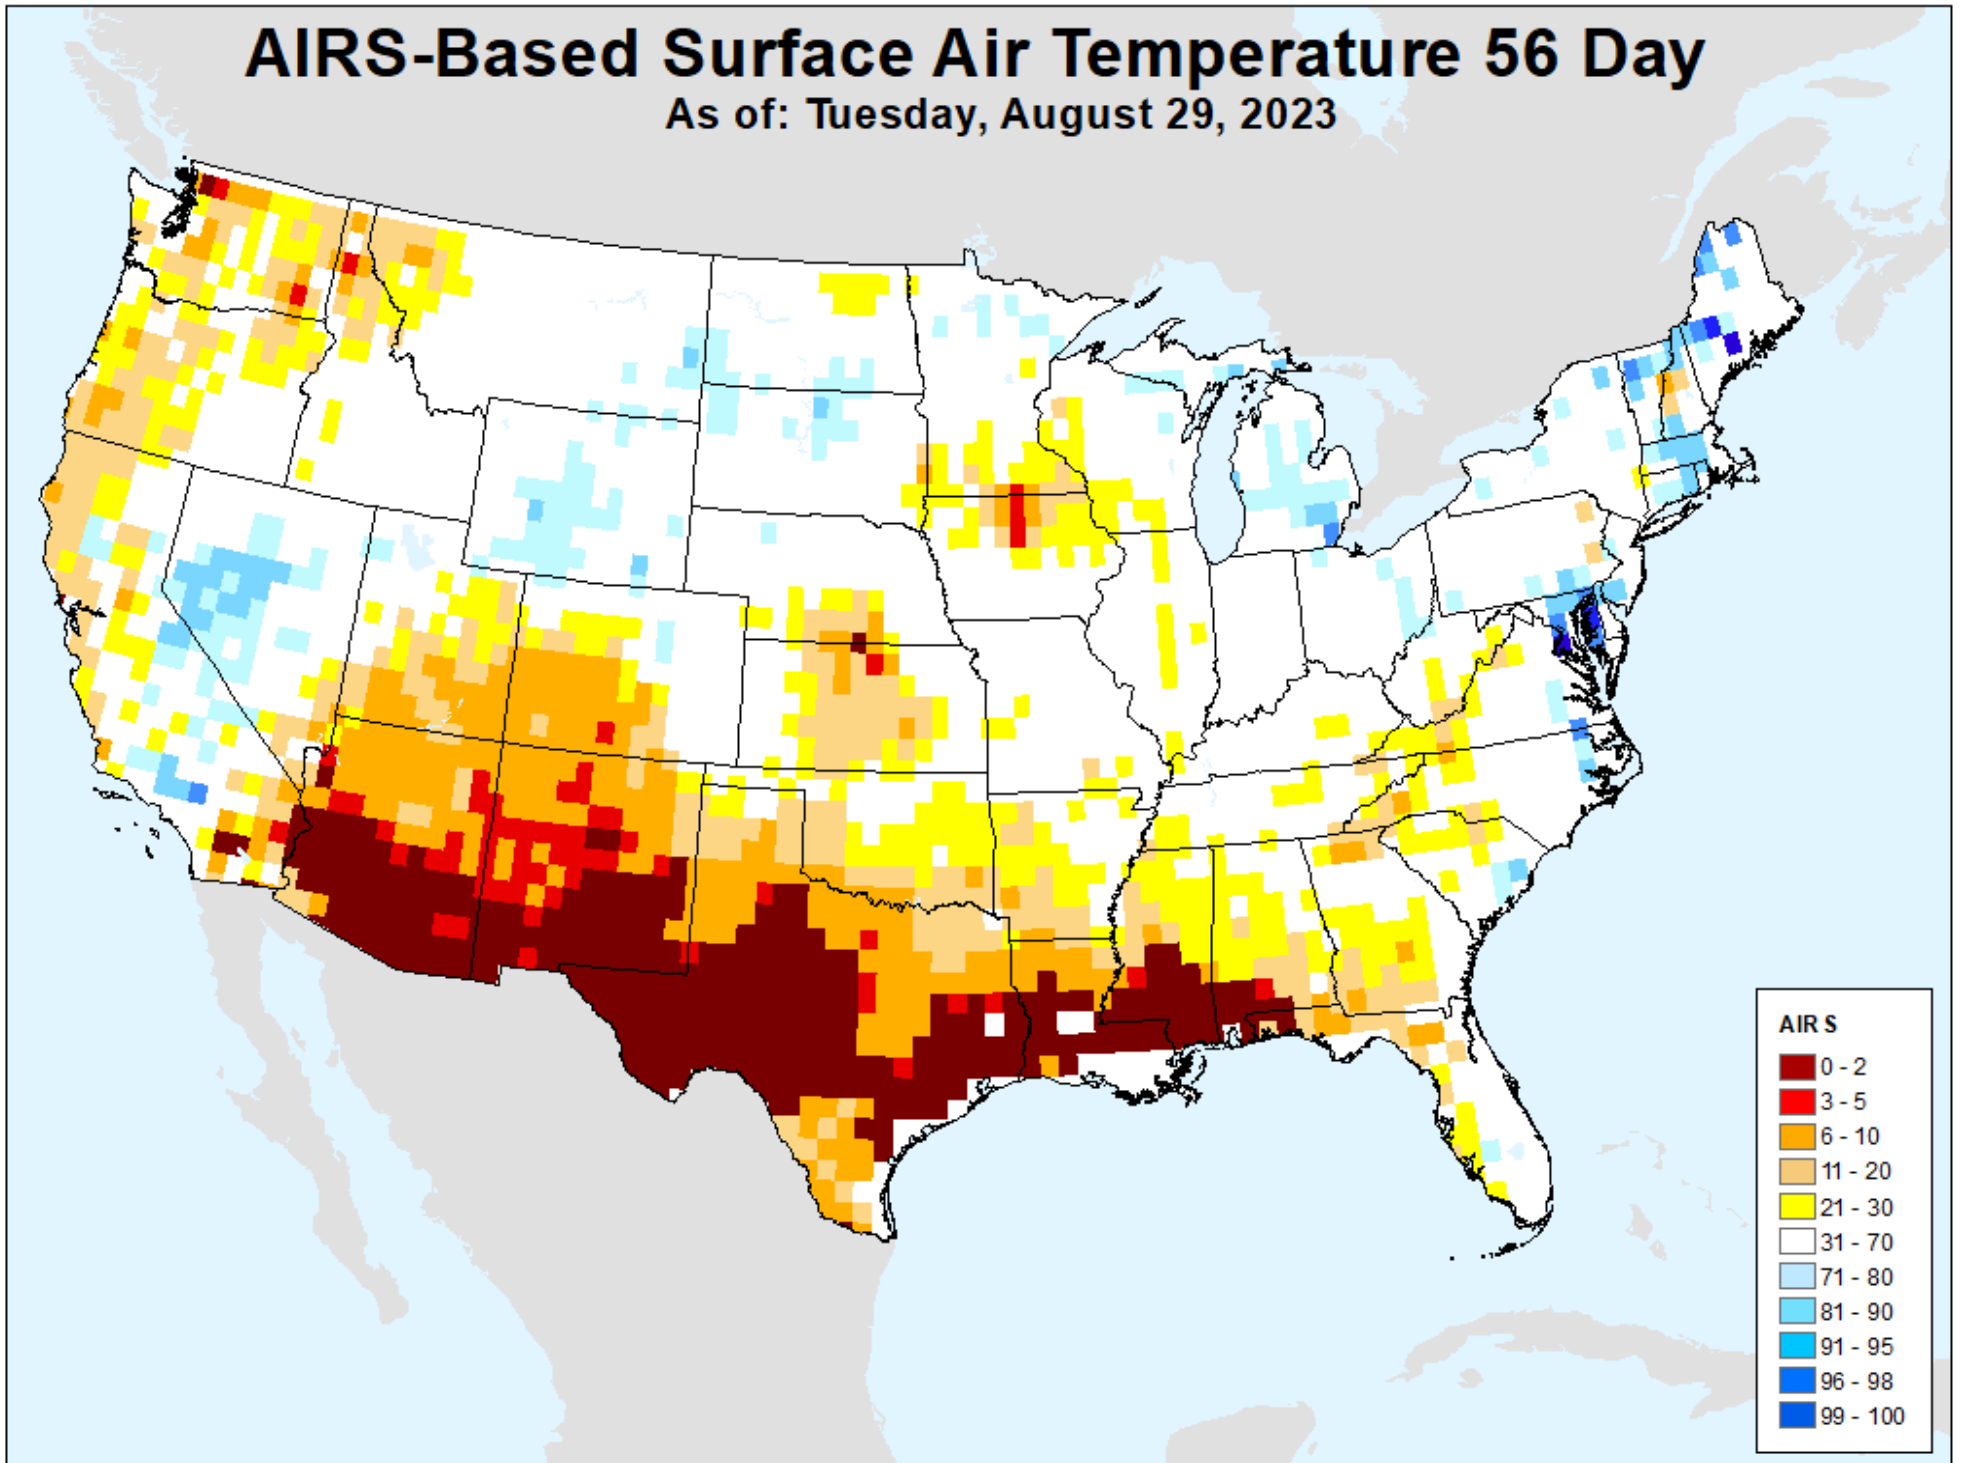 AIRS-Based Surface Air Temperature 56 Day
As of: Tuesday, August 29, 2023
AIRS
0 - 2
3 - 5
6 - 10
11 - 20
21 - 30
31 - 70
71 - 80
81 - 90
91 - 95
96 - 98
99 - 100